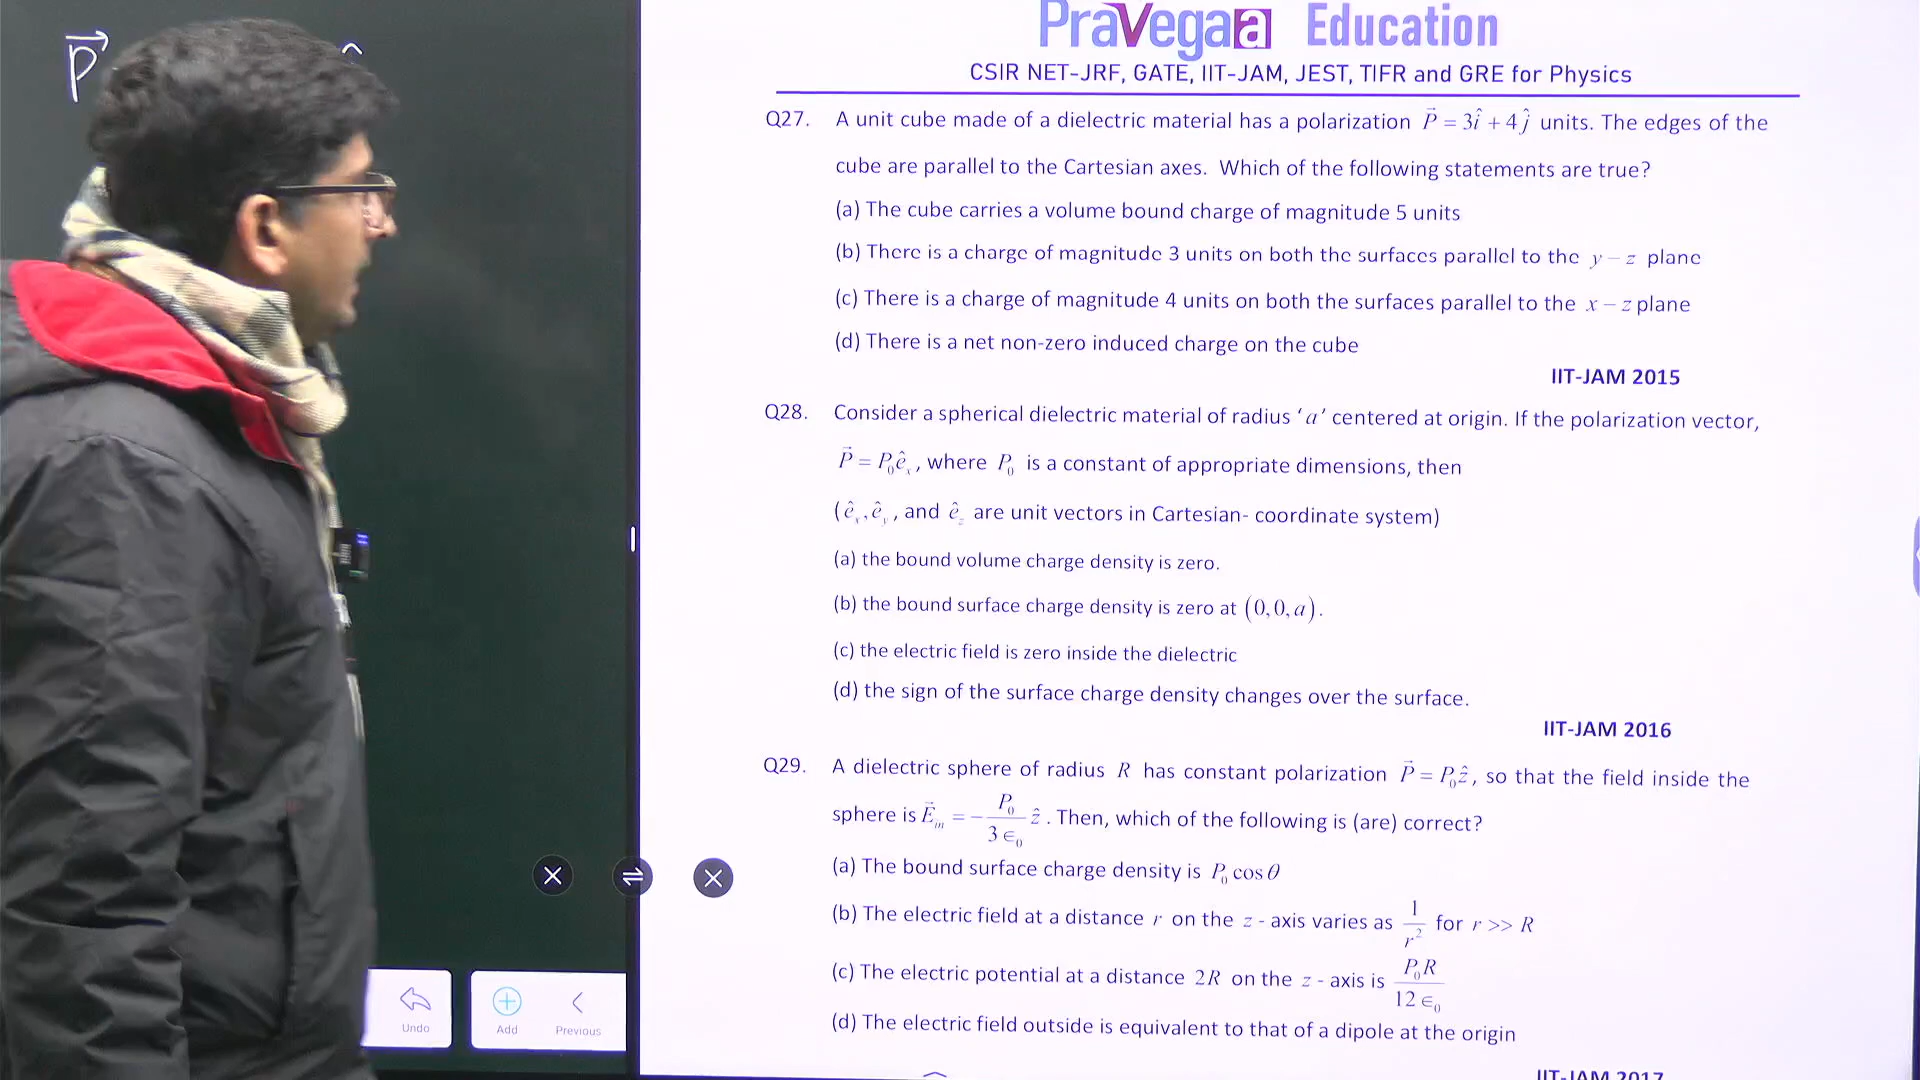 P⃗
PraVegaa Education
CSIR NET-JRF, GATE, IIT-JAM, JEST, TIFR and GRE for Physics
Q27. A unit cube made of a dielectric material has a polarization P⃗ = 3î + 4ĵ units. The edges of the
cube are parallel to the Cartesian axes. Which of the following statements are true?
(a) The cube carries a volume bound charge of magnitude 5 units
(b) There is a charge of magnitude 3 units on both the surfaces parallel to the y − z plane
(c) There is a charge of magnitude 4 units on both the surfaces parallel to the x − z plane
(d) There is a net non-zero induced charge on the cube
IIT-JAM 2015
Q28. Consider a spherical dielectric material of radius ‘a’ centered at origin. If the polarization vector,
P⃗ = P₀êₓ, where P₀ is a constant of appropriate dimensions, then
(êₓ, ê_y, and ê_z are unit vectors in Cartesian- coordinate system)
(a) the bound volume charge density is zero.
(b) the bound surface charge density is zero at (0,0,a).
(c) the electric field is zero inside the dielectric
(d) the sign of the surface charge density changes over the surface.
IIT-JAM 2016
Q29. A dielectric sphere of radius R has constant polarization P⃗ = P₀ẑ, so that the field inside the
sphere is E⃗_in = −P₀/3∈₀ ẑ. Then, which of the following is (are) correct?
(a) The bound surface charge density is P₀ cos θ
(b) The electric field at a distance r on the z - axis varies as 1/r² for r >> R
(c) The electric potential at a distance 2R on the z - axis is P₀R/12∈₀
(d) The electric field outside is equivalent to that of a dipole at the origin
IIT-JAM 2017
Undo
Add
Previous